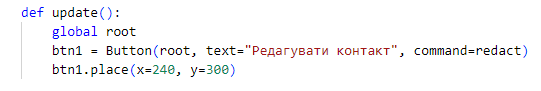 def update():
    global root
    btn1 = Button(root, text="Редагувати контакт", command=redact)
    btn1.place(x=240, y=300)